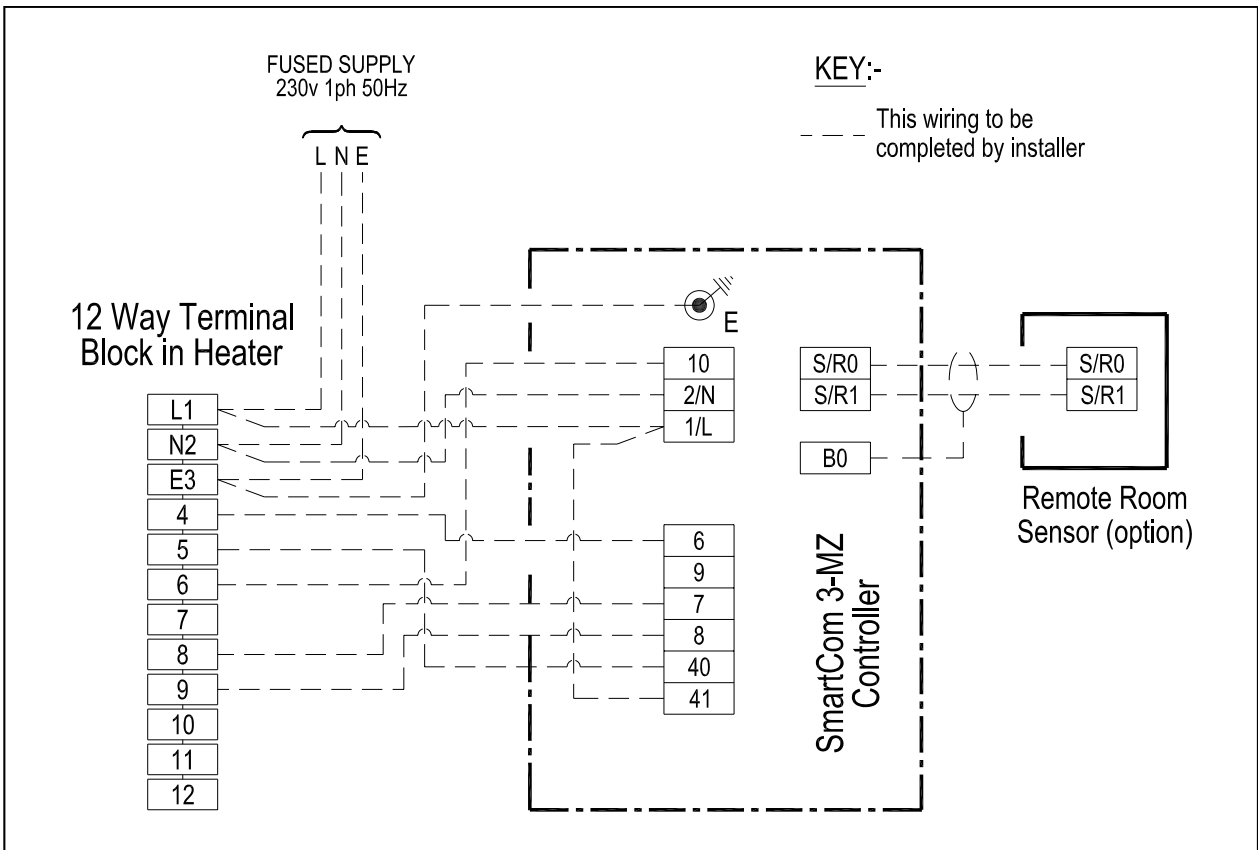 FUSED SUPPLY
230v 1ph 50Hz
L N E
KEY:-
This wiring to be
completed by installer
12 Way Terminal
Block in Heater
L1
N2
E3
4
5
6
7
8
9
10
11
12
E
10
2/N
1/L
6
9
7
8
40
41
S/R0
S/R1
B0
SmartCom 3-MZ
Controller
S/R0
S/R1
Remote Room
Sensor (option)